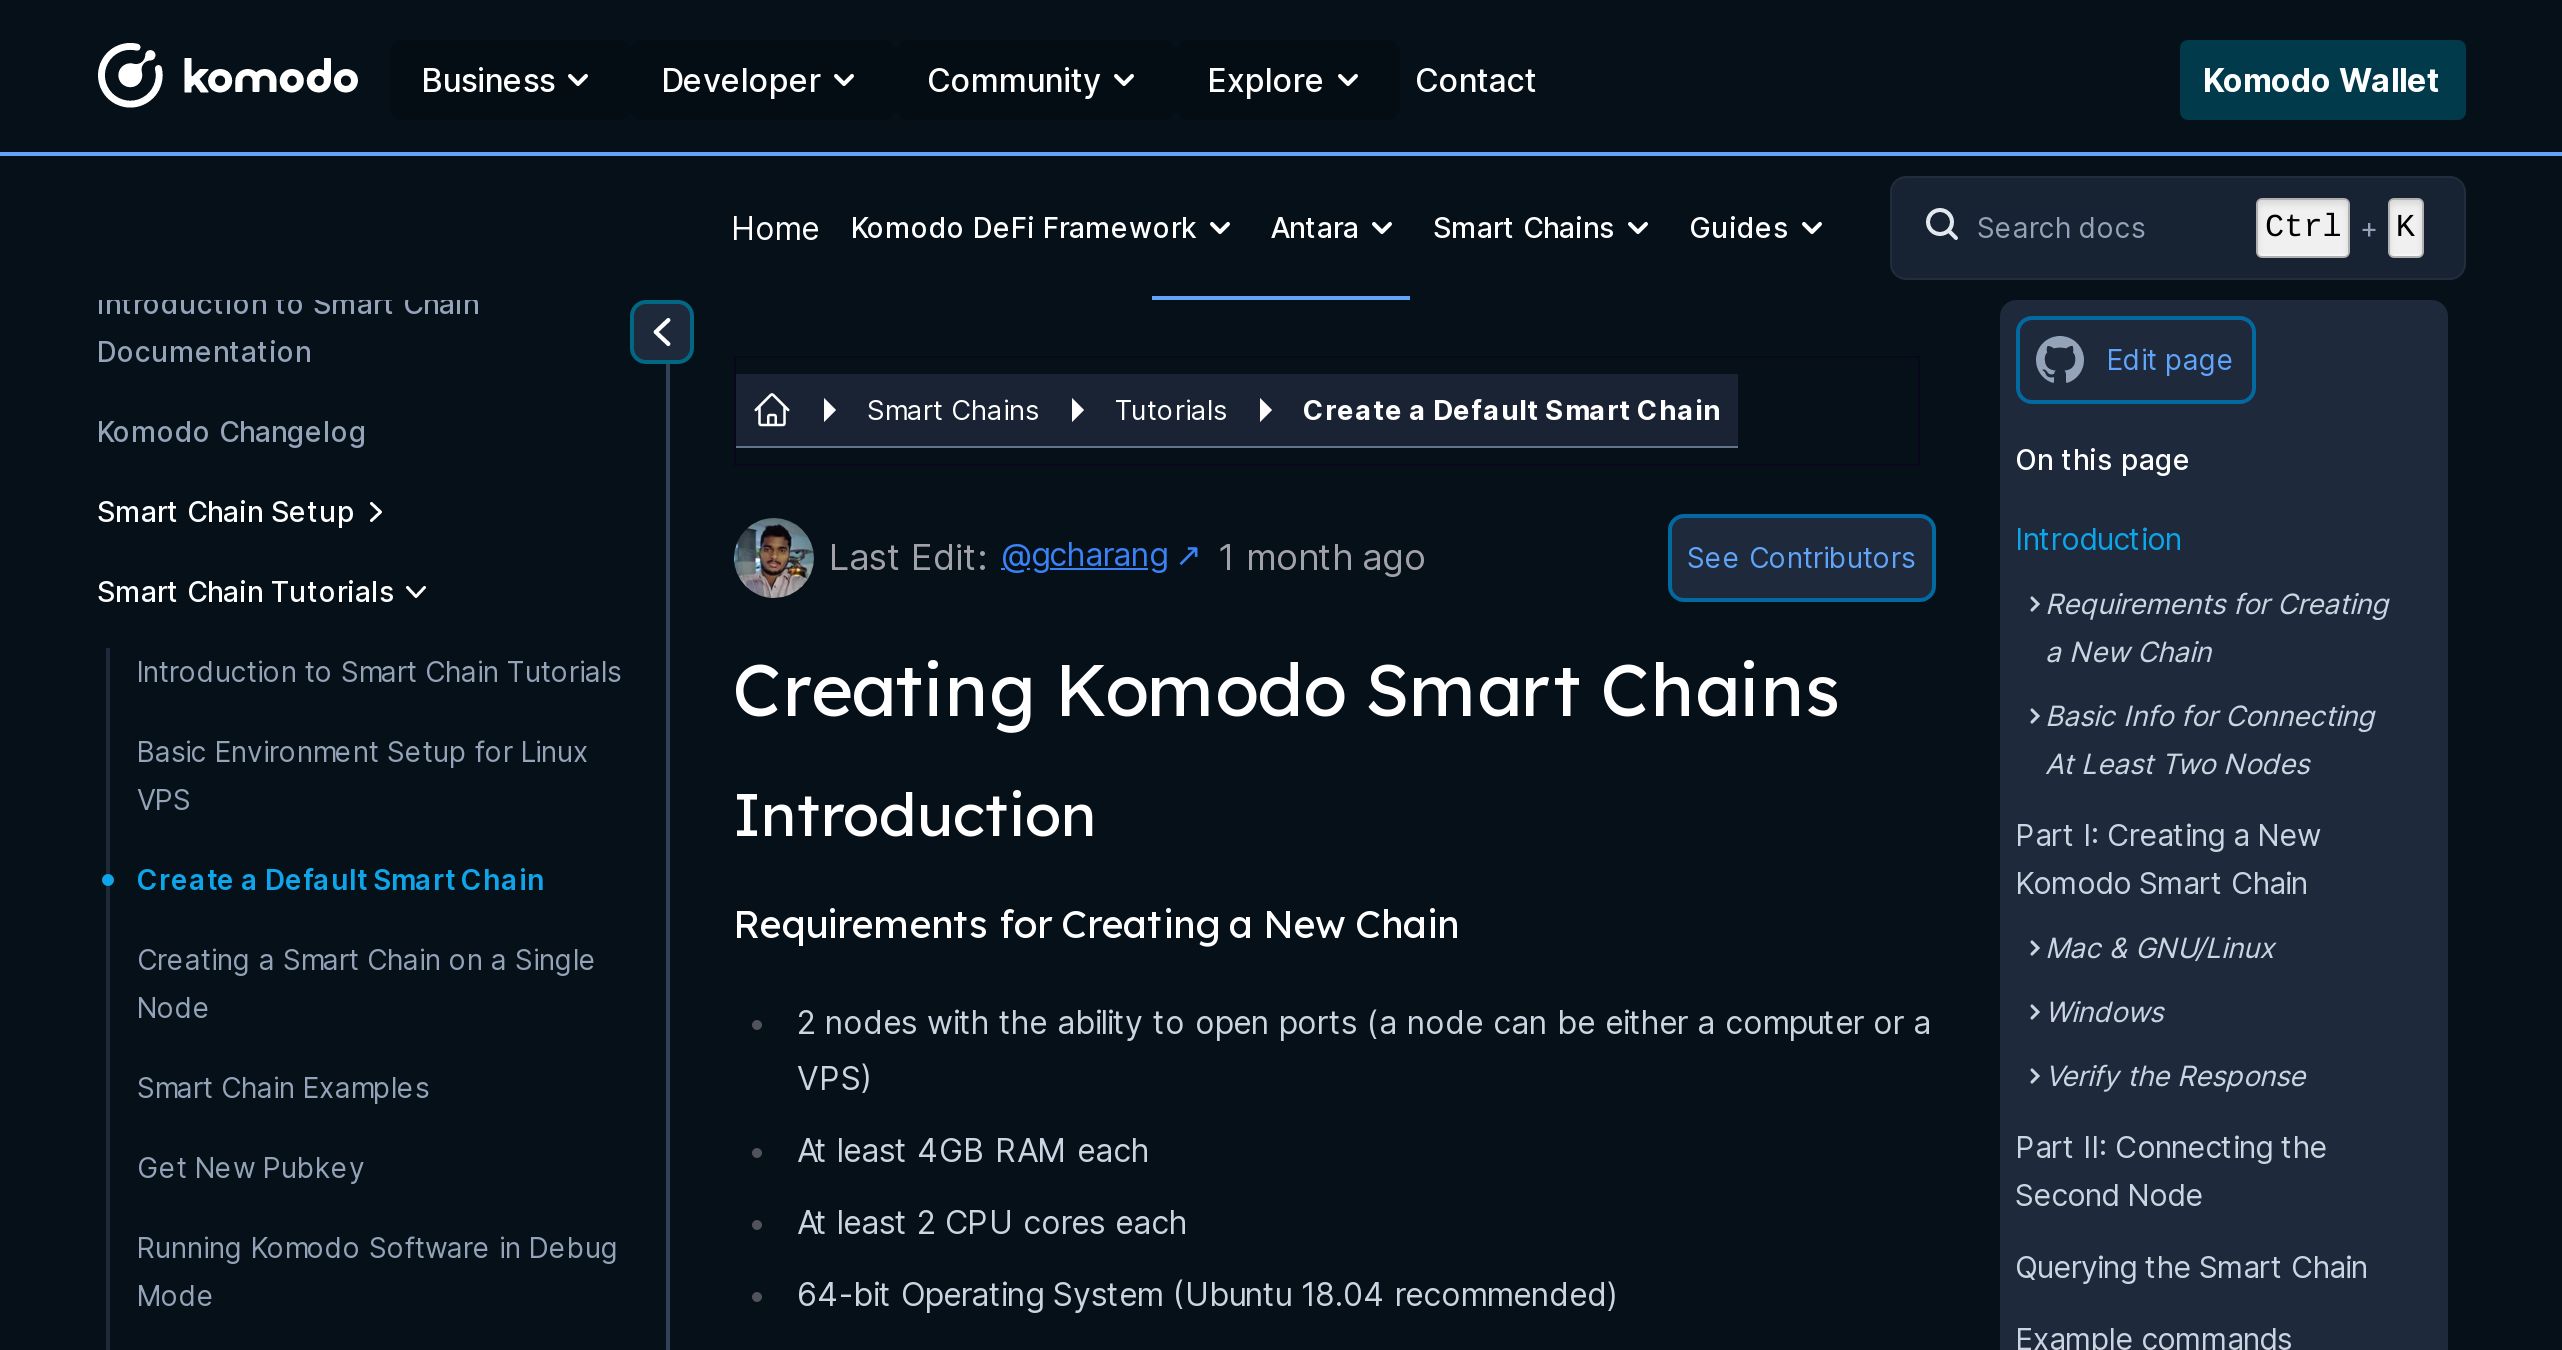 komodo
Business
Developer
Community
Explore
Contact
Komodo Wallet
Home
Komodo DeFi Framework
Antara
Smart Chains
Guides
Search docs
Ctrl + K
Introduction to Smart Chain
Documentation
Komodo Changelog
Smart Chain Setup
Smart Chain Tutorials
Introduction to Smart Chain Tutorials
Basic Environment Setup for Linux
VPS
Create a Default Smart Chain
Creating a Smart Chain on a Single
Node
Smart Chain Examples
Get New Pubkey
Running Komodo Software in Debug
Mode
Smart Chains
Tutorials
Create a Default Smart Chain
Last Edit: @gcharang ↗ 1 month ago
See Contributors
Creating Komodo Smart Chains
Introduction
Requirements for Creating a New Chain
2 nodes with the ability to open ports (a node can be either a computer or a
VPS)
At least 4GB RAM each
At least 2 CPU cores each
64-bit Operating System (Ubuntu 18.04 recommended)
Edit page
On this page
Introduction
Requirements for Creating
a New Chain
Basic Info for Connecting
At Least Two Nodes
Part I: Creating a New
Komodo Smart Chain
Mac & GNU/Linux
Windows
Verify the Response
Part II: Connecting the
Second Node
Querying the Smart Chain
Example commands